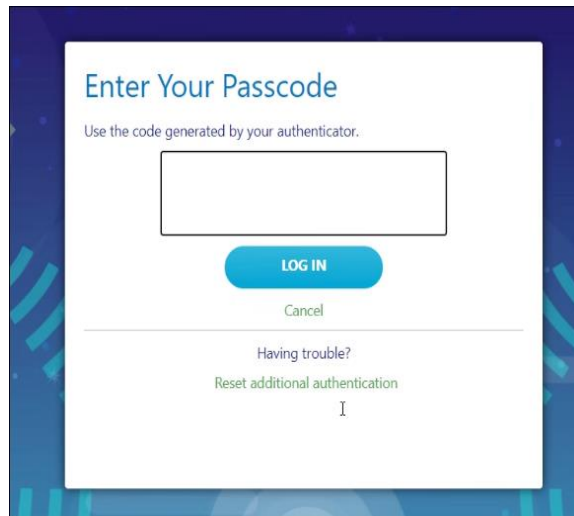 Enter Your Passcode
Use the code generated by your authenticator.
LOG IN
Cancel
Having trouble?
Reset additional authentication